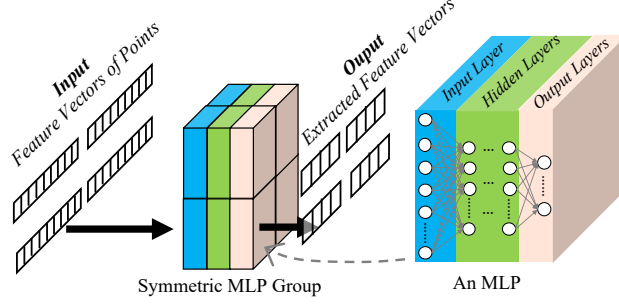 Input
Feature Vectors of Points
Ouput
Extracted Feature Vectors
Input Layer
Hidden Layers
Output Layers
Symmetric MLP Group
An MLP